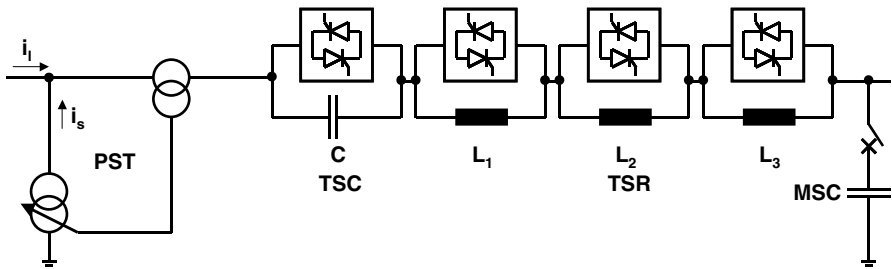 i_l
i_s
PST
C
TSC
L_1
L_2
TSR
L_3
MSC